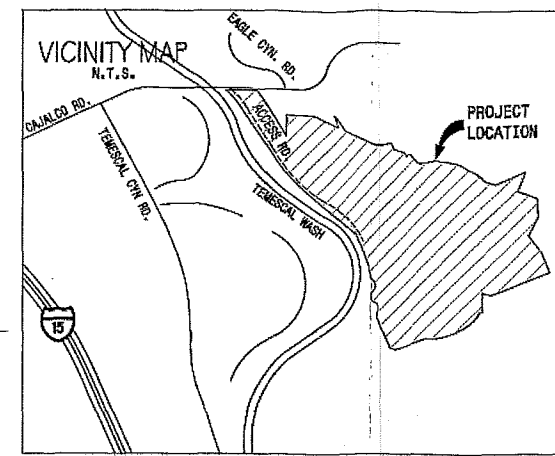 VICINITY MAP
N.T.S.
EAGLE CYN. RD.
CAJALCO RD.
ACCESS RD.
PROJECT
LOCATION
TEMESCAL CYN RD.
TEMESCAL WASH
15